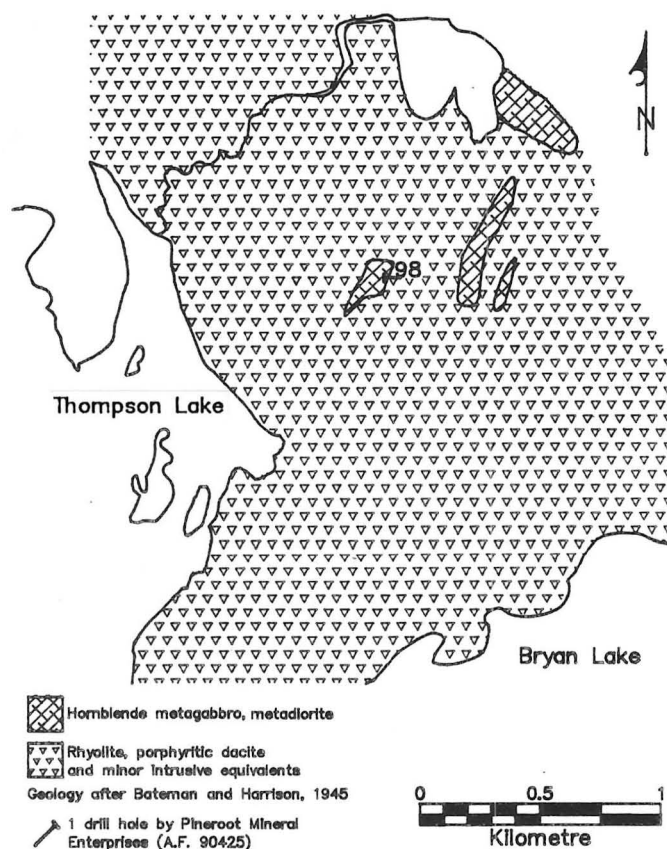 N
98
Thompson Lake
Bryan Lake
Hornblende metagabbro, metadiorite
Rhyolite, porphyritic dacite
and minor intrusive equivalents
Geology after Bateman and Harrison, 1945
1 drill hole by Pineroot Mineral
Enterprises (A.F. 90425)
0 0.5 1
Kilometre